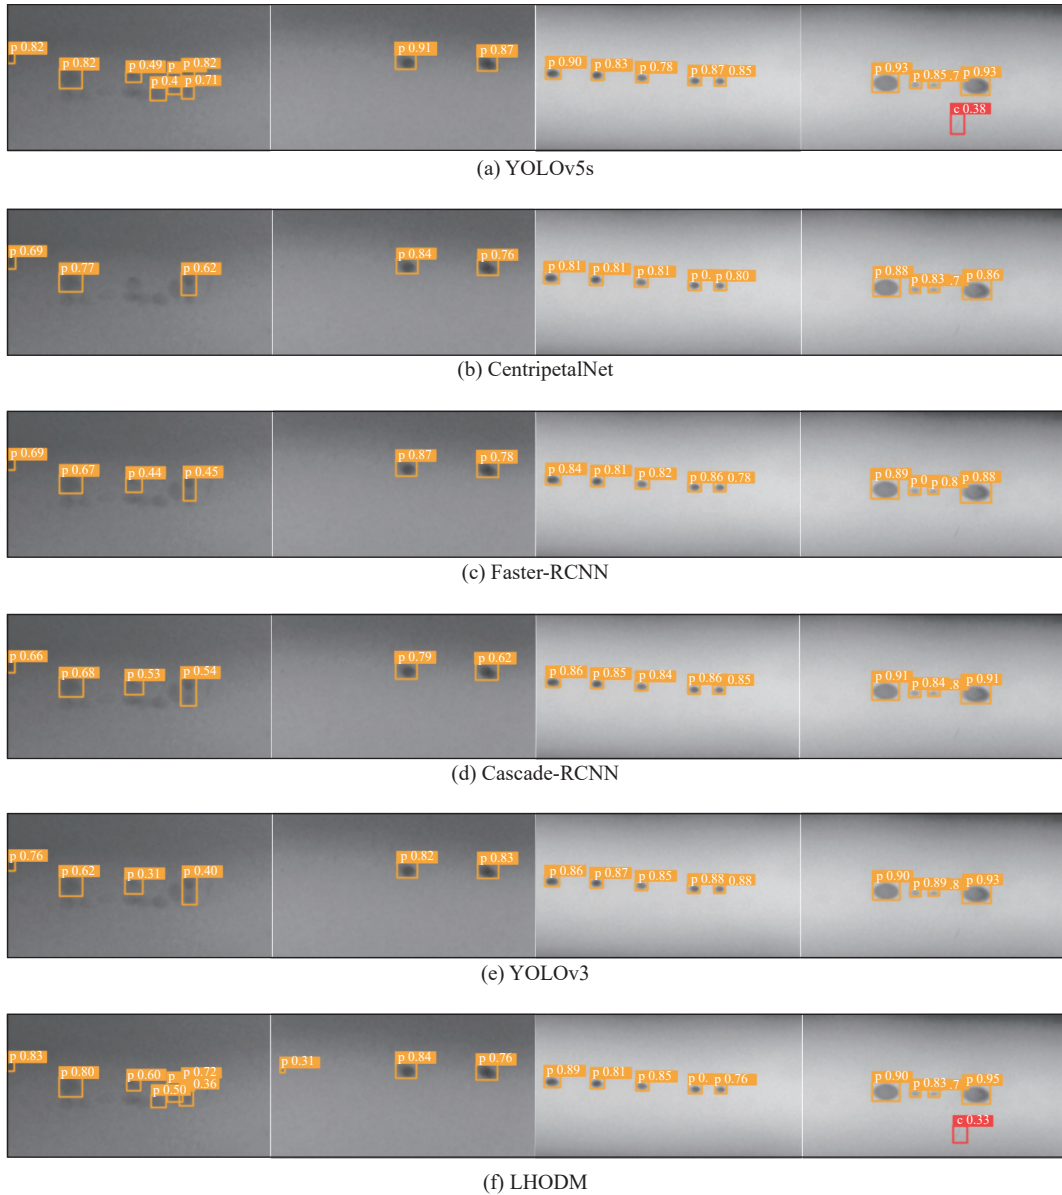 p 0.82
p 0.82 p 0.49 p p 0.82
p 0.4 p 0.71
p 0.91 p 0.87
p 0.90 p 0.83 p 0.78 p 0.87 0.85
p 0.93 p 0.85 .7 p 0.93
c 0.38
(a) YOLOv5s
p 0.69
p 0.77 p 0.62
p 0.84 p 0.76
p 0.81 p 0.81 p 0.81 p 0. p 0.80
p 0.88 p 0.83 .7 p 0.86
(b) CentripetalNet
p 0.69
p 0.67 p 0.44 p 0.45
p 0.87 p 0.78
p 0.84 p 0.81 p 0.82 p 0.86 0.78
p 0.89 p 0 p 0.8 p 0.88
(c) Faster-RCNN
p 0.66
p 0.68 p 0.53 p 0.54
p 0.79 p 0.62
p 0.86 p 0.85 p 0.84 p 0.86 0.85
p 0.91 p 0.84 .8 p 0.91
(d) Cascade-RCNN
p 0.76
p 0.62 p 0.31 p 0.40
p 0.82 p 0.83
p 0.86 p 0.87 p 0.85 p 0.88 0.88
p 0.90 p 0.89 .8 p 0.93
(e) YOLOv3
p 0.83
p 0.80 p 0.60 p p 0.72
p 0.50 0.36
p 0.31 p 0.84 p 0.76
p 0.89 p 0.81 p 0.85 p 0. p 0.76
p 0.90 p 0.83 .7 p 0.95
c 0.33
(f) LHODM